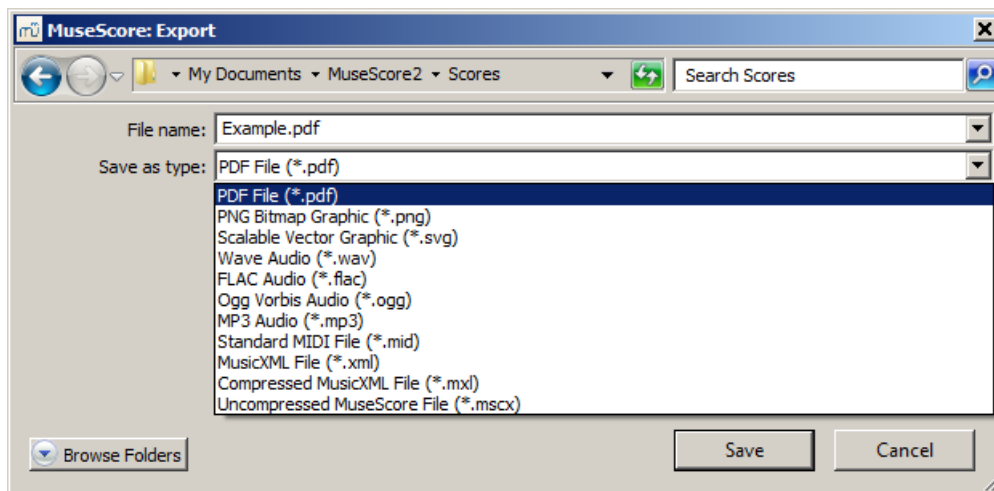 MuseScore: Export
My Documents MuseScore2 Scores Search Scores
File name: Example.pdf
Save as type: PDF File (*.pdf)
PDF File (*.pdf)
PNG Bitmap Graphic (*.png)
Scalable Vector Graphic (*.svg)
Wave Audio (*.wav)
FLAC Audio (*.flac)
Ogg Vorbis Audio (*.ogg)
MP3 Audio (*.mp3)
Standard MIDI File (*.mid)
MusicXML File (*.xml)
Compressed MusicXML File (*.mxl)
Uncompressed MuseScore File (*.mscx)
Browse Folders Save Cancel